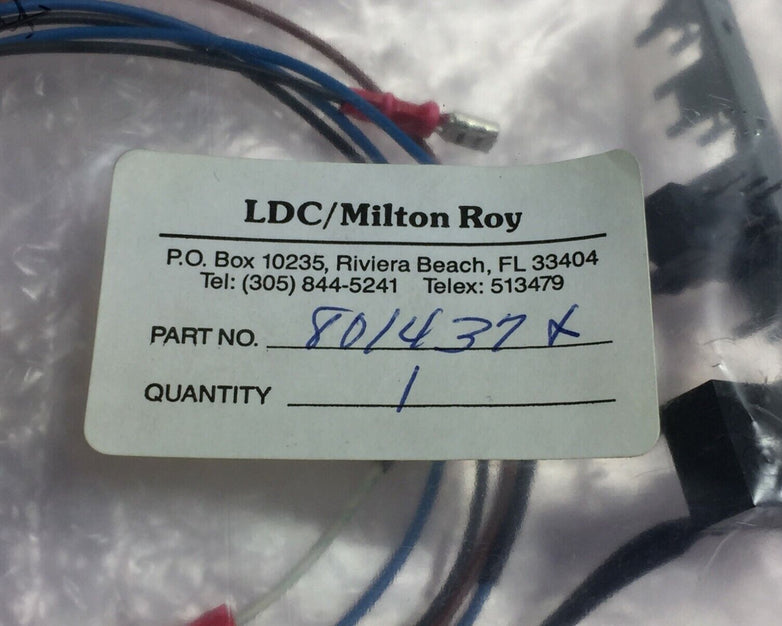 LDC/Milton Roy
P.O. Box 10235, Riviera Beach, FL 33404
Tel: (305) 844-5241 Telex: 513479
PART NO. 801437 X
QUANTITY 1